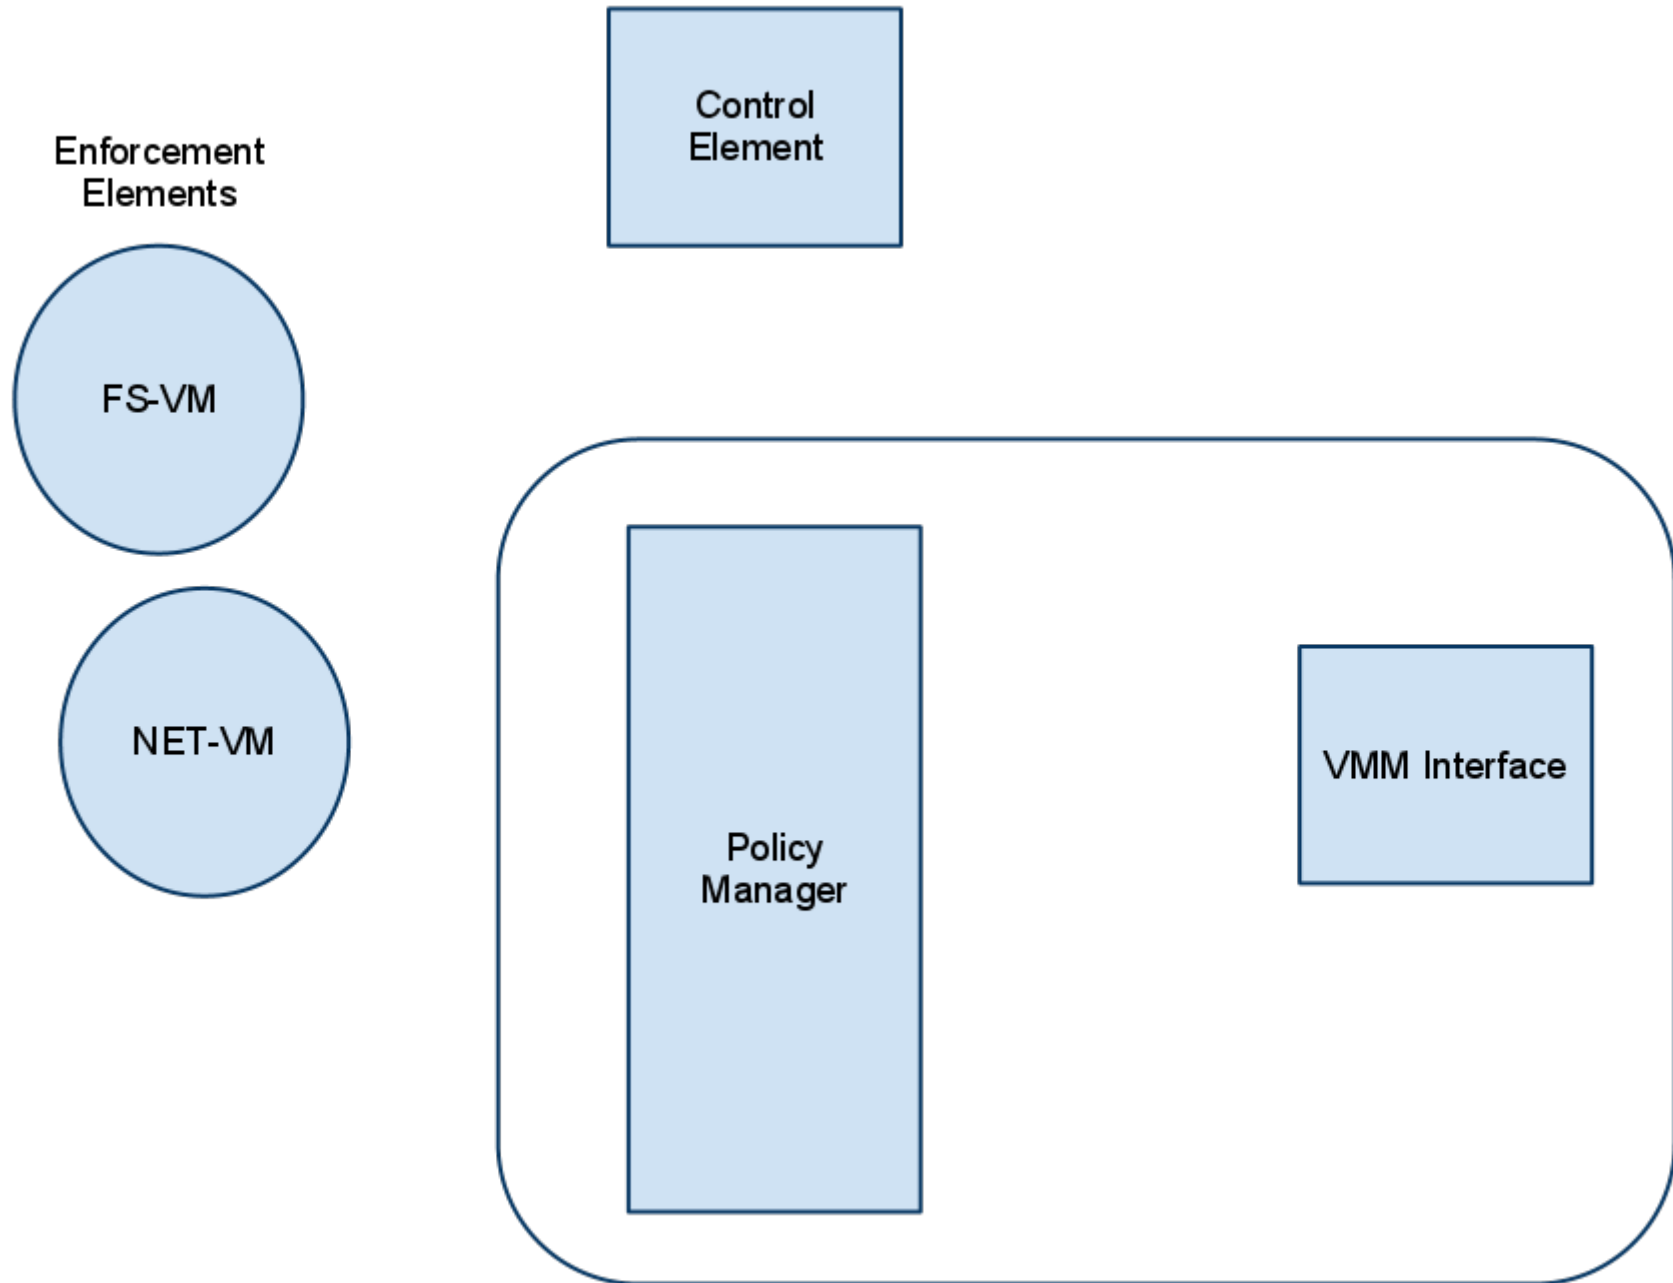 Control
Element
Enforcement
Elements
FS-VM
NET-VM
VMM Interface
Policy
Manager